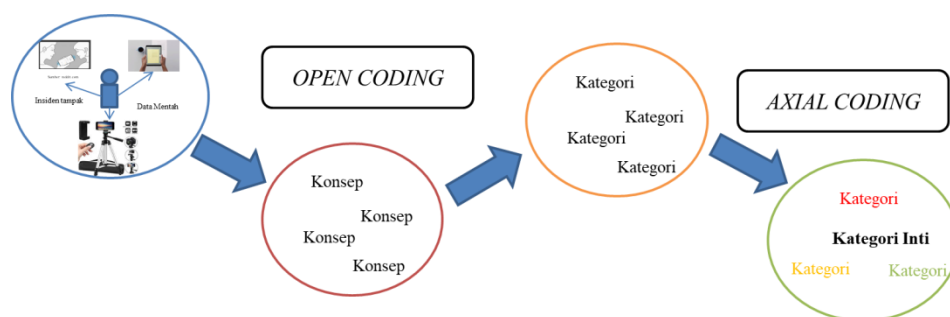 Insiden tampak
Data Mentah
OPEN CODING
Konsep
Konsep
Konsep
Konsep
Kategori
Kategori
Kategori
Kategori
AXIAL CODING
Kategori
Kategori Inti
Kategori
Kategori